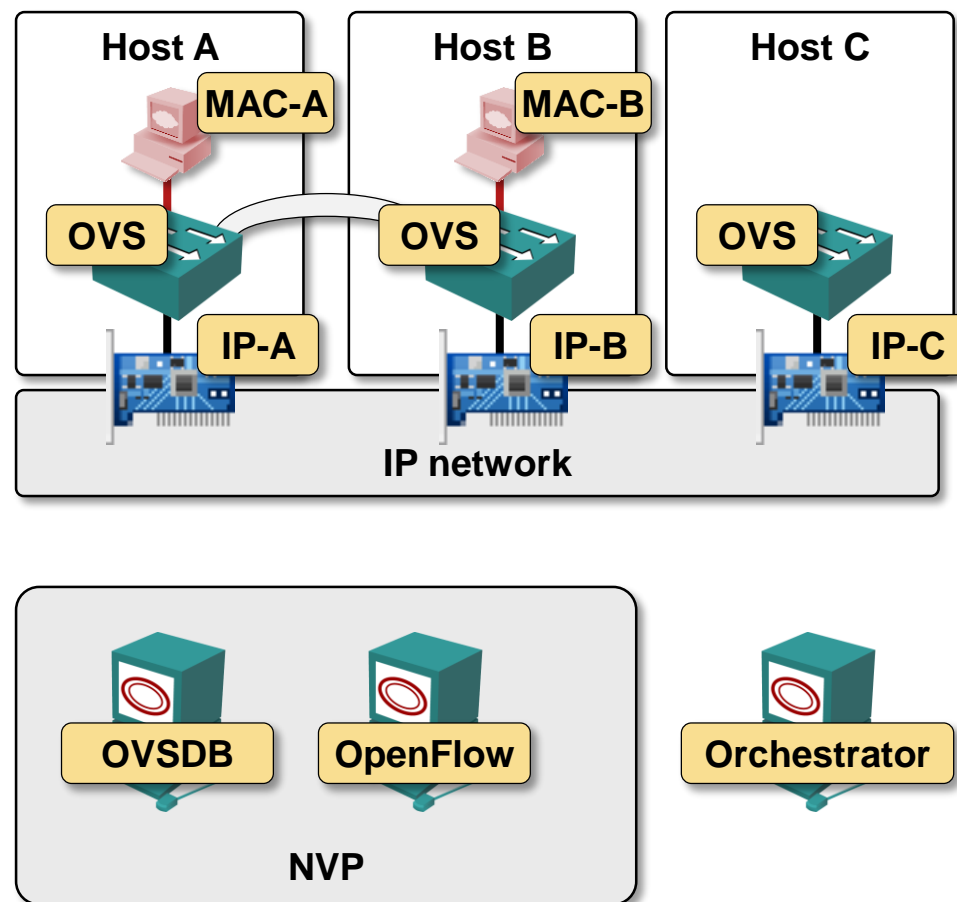 Host A
Host B
Host C
MAC-A
MAC-B
OVS
OVS
OVS
IP-A
IP-B
IP-C
IP network
OVSDB
OpenFlow
Orchestrator
NVP